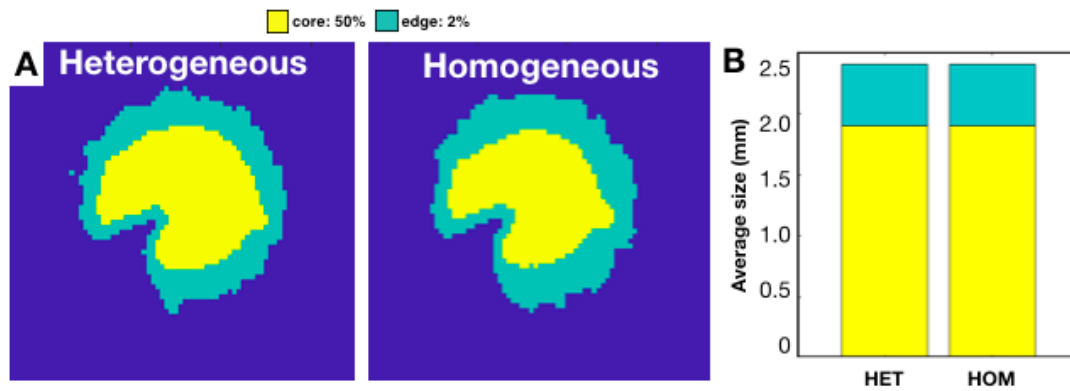 core: 50% edge: 2%
A Heterogeneous
Homogeneous
B
Average size (mm)
2.5
2.0
1.5
1.0
0.5
0
HET HOM